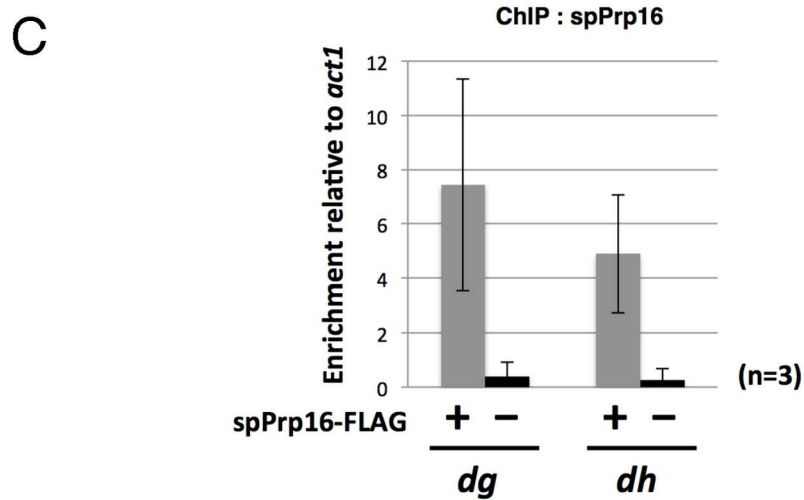 C
ChIP : spPrp16
Enrichment relative to act1
12
10
8
6
4
2
0
(n=3)
spPrp16-FLAG + − + −
dg dh